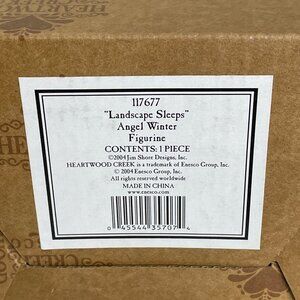 HEARTWOOD
117677
"Landscape Sleeps"
Angel Winter
Figurine
CONTENTS: 1 PIECE
©2004 Jim Shore Designs, Inc.
HEARTWOOD CREEK is a trademark of Enesco Group, Inc.
©2004 Enesco Group, Inc.
All rights reserved worldwide
MADE IN CHINA
www.enesco.com
0 45544 35707 4